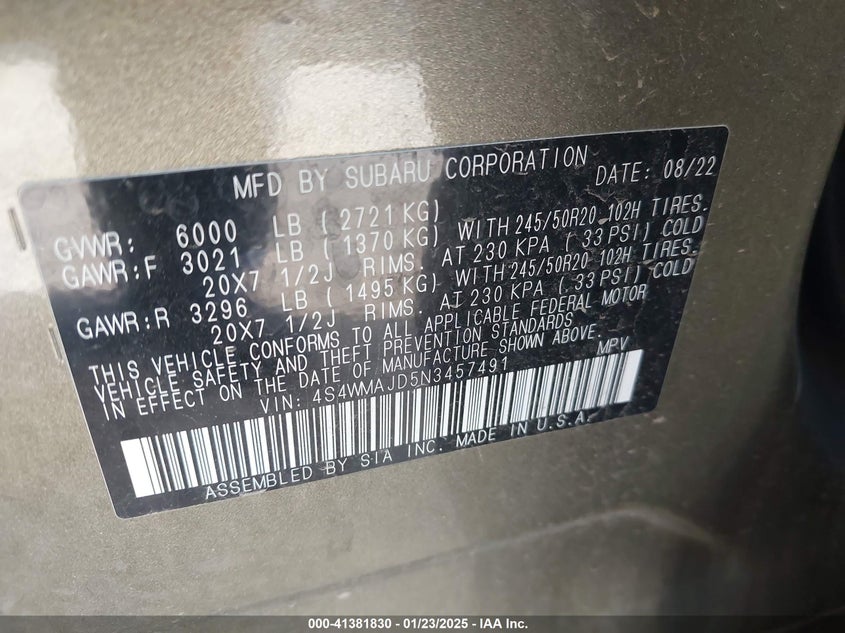 MFD BY SUBARU CORPORATION DATE: 08/22
GVWR: 6000 LB ( 2721 KG)
GAWR:F 3021 LB ( 1370 KG) WITH 245/50R20 102H TIRES.
20X7 1/2J RIMS. AT 230 KPA ( 33 PSI) COLD
GAWR:R 3296 LB ( 1495 KG) WITH 245/50R20 102H TIRES.
20X7 1/2J RIMS. AT 230 KPA ( 33 PSI) COLD
THIS VEHICLE CONFORMS TO ALL APPLICABLE FEDERAL MOTOR
VEHICLE SAFETY AND THEFT PREVENTION STANDARDS
IN EFFECT ON THE DATE OF MANUFACTURE SHOWN ABOVE.
VIN: 4S4WMAJD5N3457491 MPV
ASSEMBLED BY SIA INC. MADE IN U.S.A.
000-41381830 - 01/23/2025 - IAA Inc.